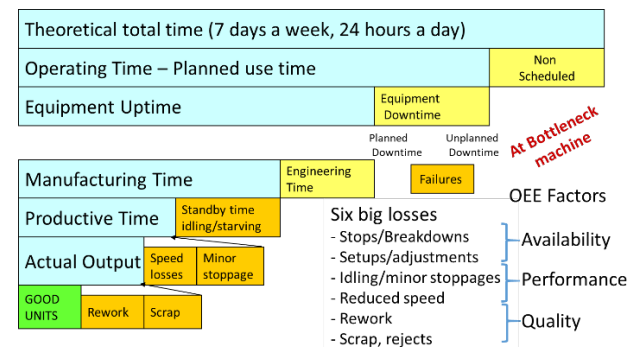 Theoretical total time (7 days a week, 24 hours a day)
Operating Time – Planned use time
Non
Scheduled
Equipment Uptime
Equipment
Downtime
Planned
Downtime
Unplanned
Downtime
At Bottleneck
machine
Manufacturing Time
Engineering
Time
Failures
OEE Factors
Productive Time
Standby time
idling/starving
Six big losses
- Stops/Breakdowns
- Setups/adjustments
- Idling/minor stoppages
- Reduced speed
- Rework
- Scrap, rejects
Availability
Performance
Quality
Actual Output
Speed
losses
Minor
stoppage
GOOD
UNITS
Rework
Scrap